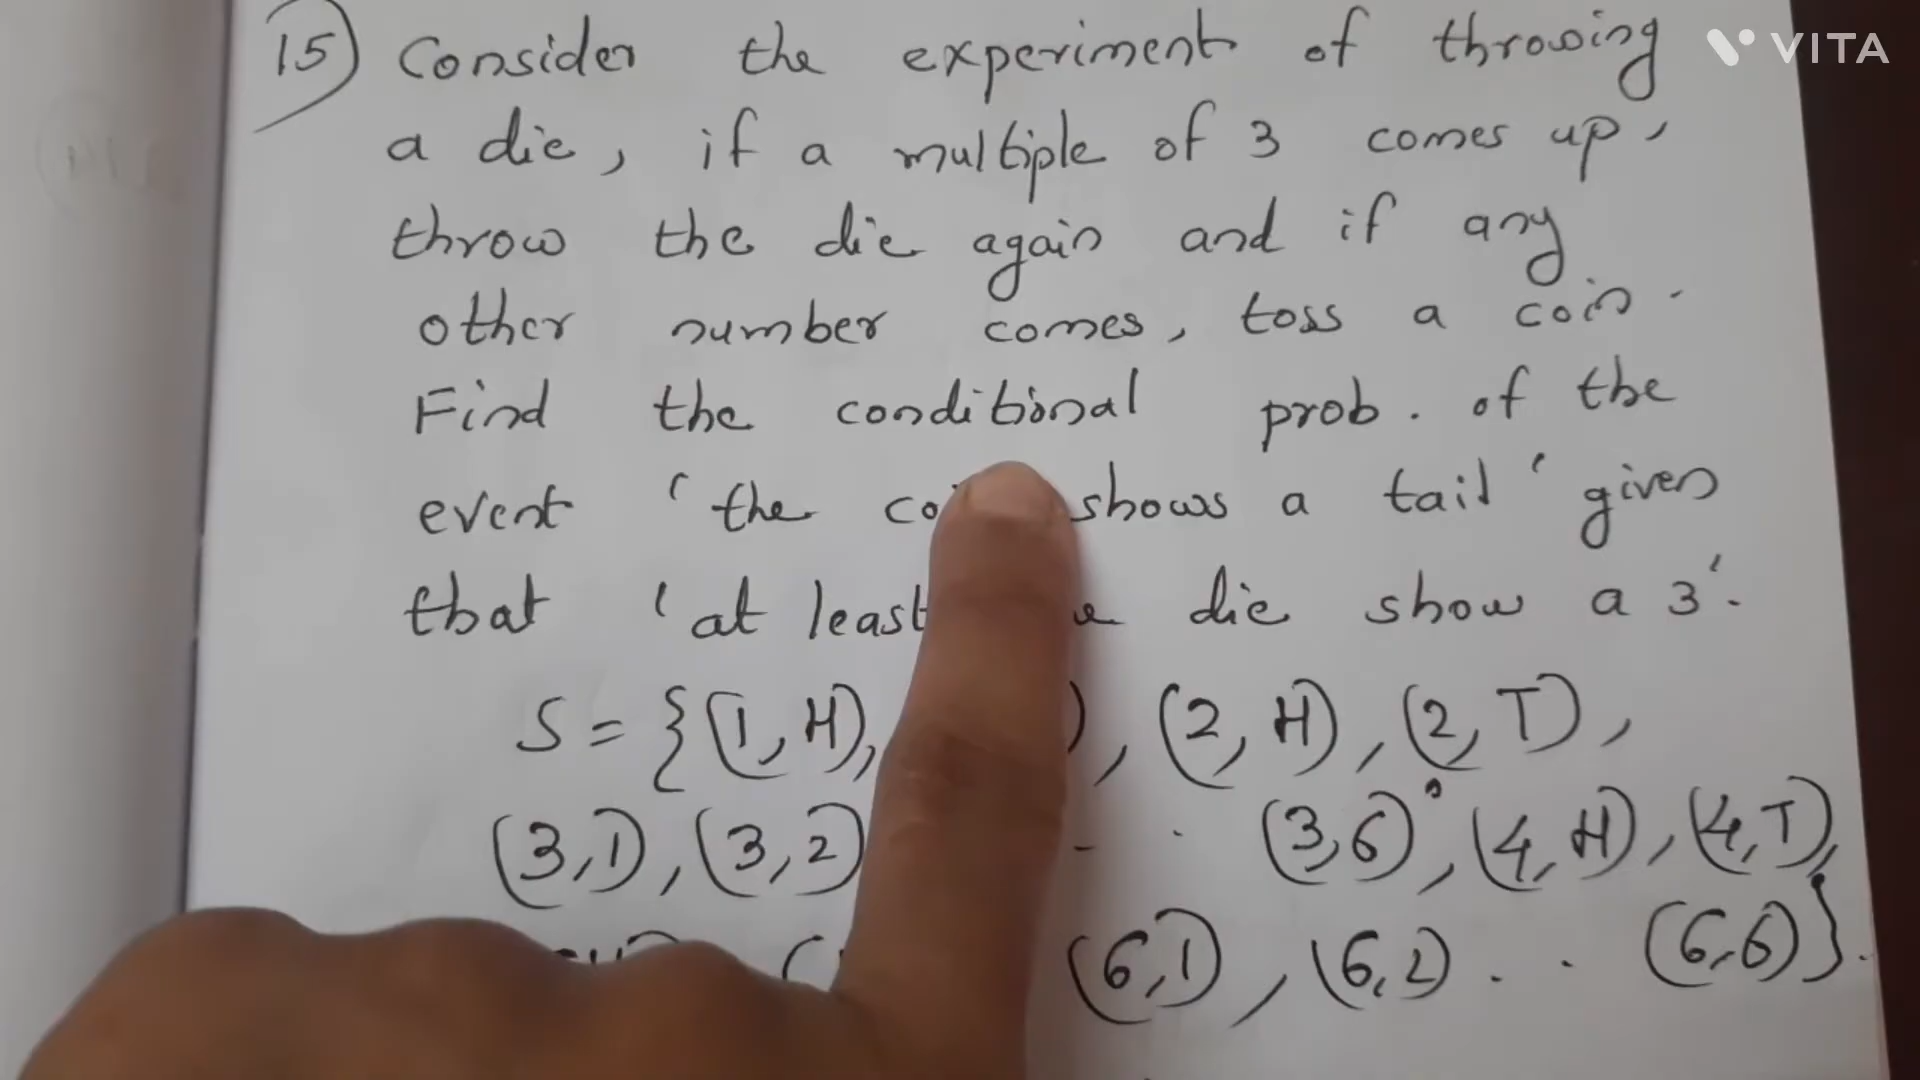 15) Consider the experiment of throwing
a die, if a multiple of 3 comes up,
throw the die again and if any
other number comes, toss a coin.
Find the conditional prob. of the
event 'the shows a tail' given
that 'at least die show a 3'.
S = {(1, H), ), (2, H), (2, T),
(3,1), (3,2) - . (3,6), (4,H), (4,T),
(6,1), (6,2) . . (6,6)}.
VITA